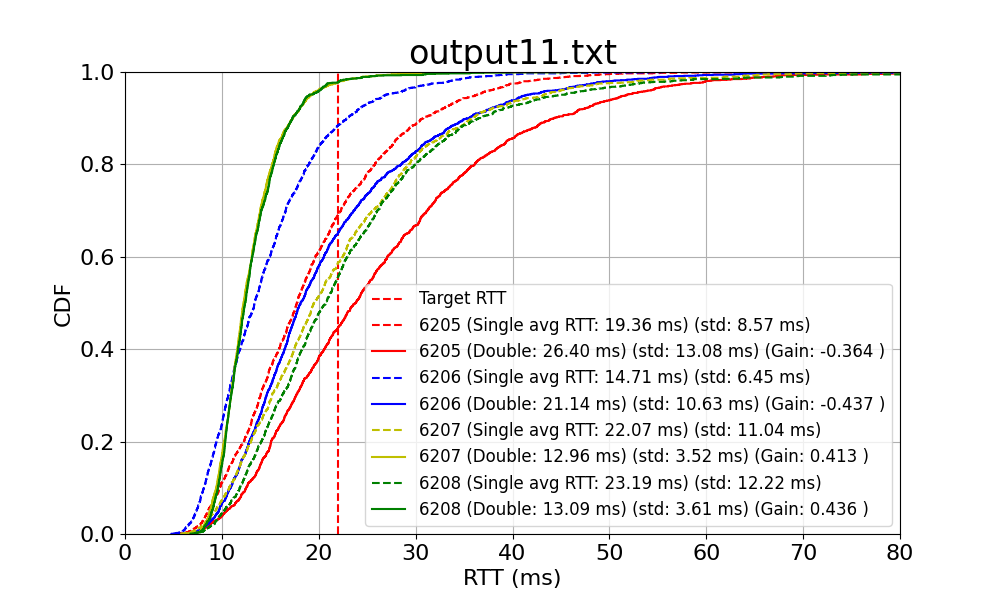 output11.txt
CDF
1.0
0.8
0.6
0.4
0.2
0.0
Target RTT
6205 (Single avg RTT: 19.36 ms) (std: 8.57 ms)
6205 (Double: 26.40 ms) (std: 13.08 ms) (Gain: -0.364 )
6206 (Single avg RTT: 14.71 ms) (std: 6.45 ms)
6206 (Double: 21.14 ms) (std: 10.63 ms) (Gain: -0.437 )
6207 (Single avg RTT: 22.07 ms) (std: 11.04 ms)
6207 (Double: 12.96 ms) (std: 3.52 ms) (Gain: 0.413 )
6208 (Single avg RTT: 23.19 ms) (std: 12.22 ms)
6208 (Double: 13.09 ms) (std: 3.61 ms) (Gain: 0.436 )
0 10 20 30 40 50 60 70 80
RTT (ms)